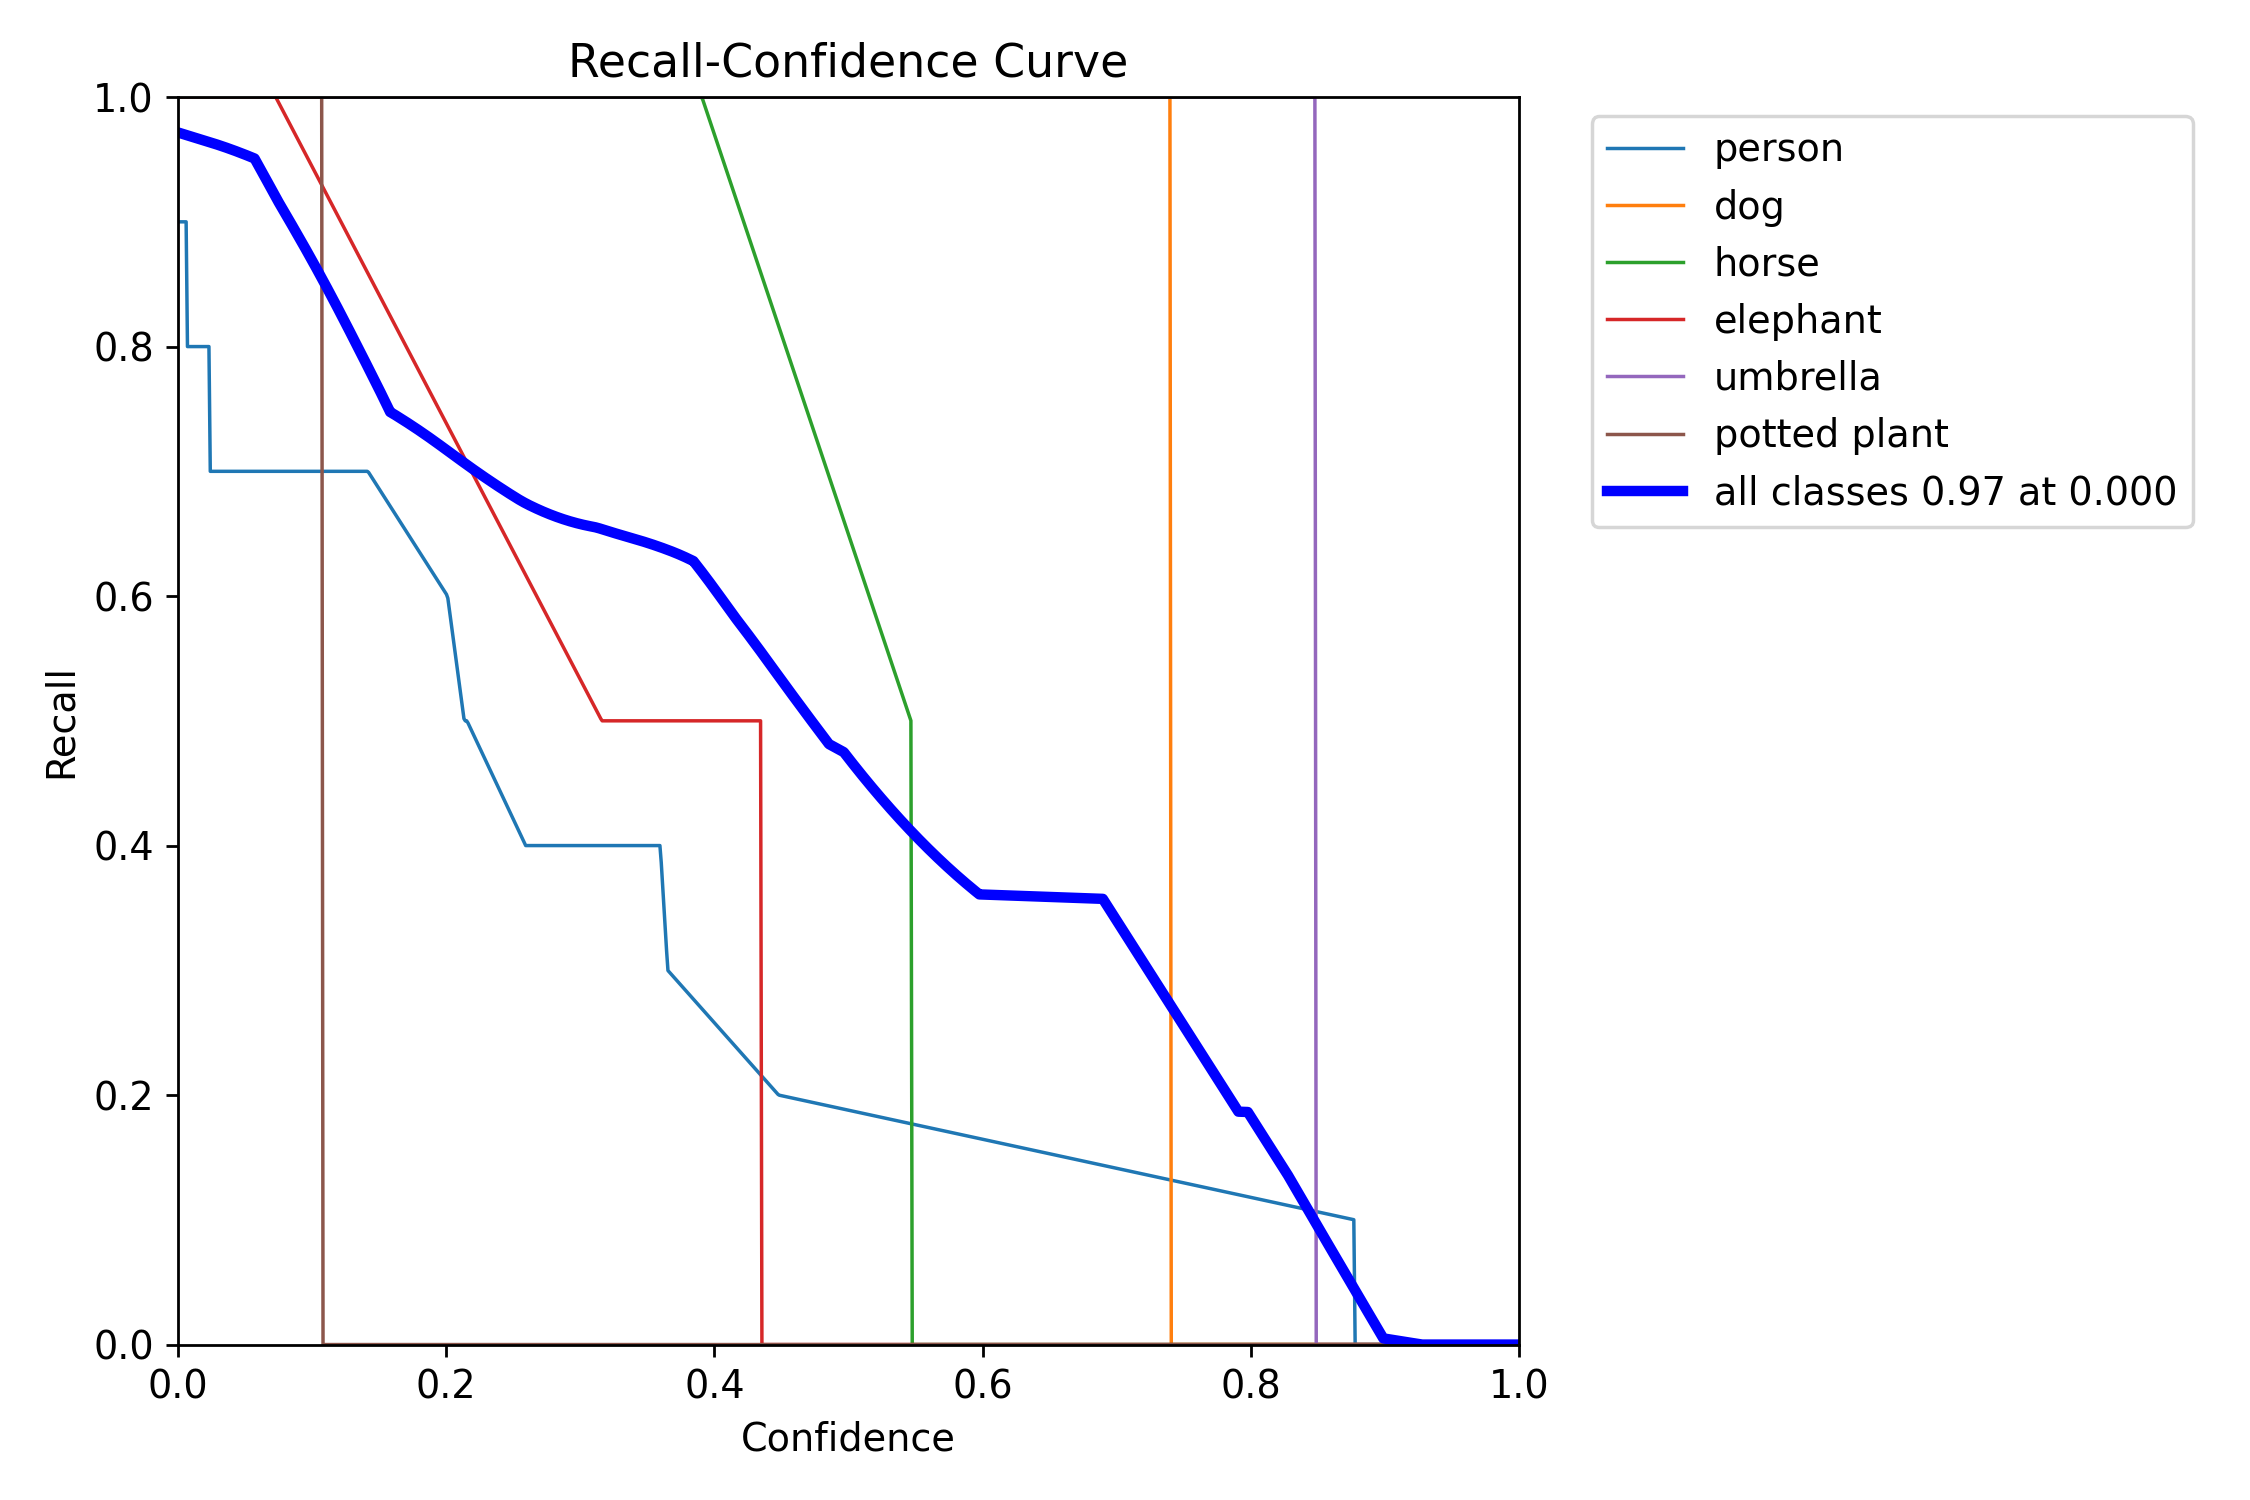 Recall-Confidence Curve
1.0
0.8
0.6
0.4
0.2
0.0
Recall
0.0 0.2 0.4 0.6 0.8 1.0
Confidence
person
dog
horse
elephant
umbrella
potted plant
all classes 0.97 at 0.000